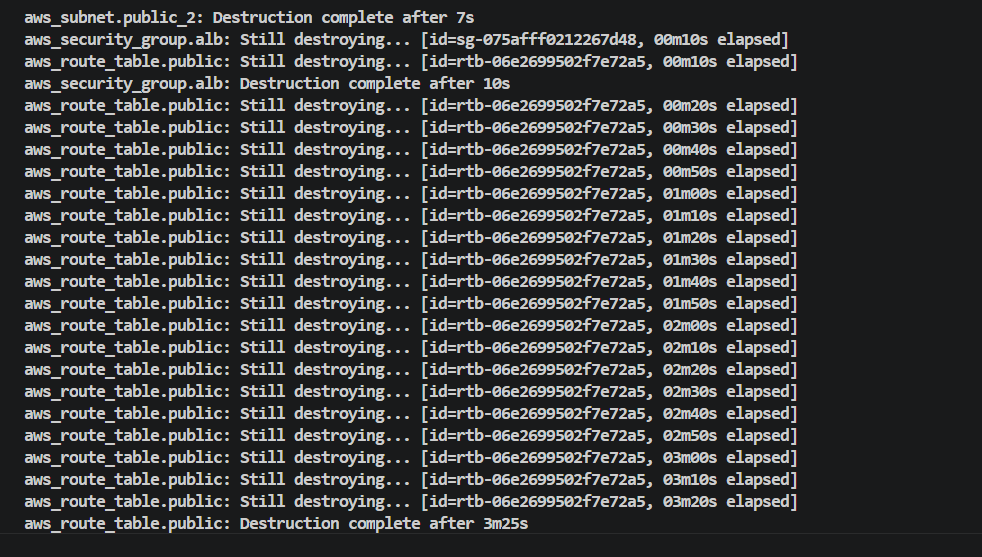 aws_subnet.public_2: Destruction complete after 7s
aws_security_group.alb: Still destroying... [id=sg-075afff0212267d48, 00m10s elapsed]
aws_route_table.public: Still destroying... [id=rtb-06e2699502f7e72a5, 00m10s elapsed]
aws_security_group.alb: Destruction complete after 10s
aws_route_table.public: Still destroying... [id=rtb-06e2699502f7e72a5, 00m20s elapsed]
aws_route_table.public: Still destroying... [id=rtb-06e2699502f7e72a5, 00m30s elapsed]
aws_route_table.public: Still destroying... [id=rtb-06e2699502f7e72a5, 00m40s elapsed]
aws_route_table.public: Still destroying... [id=rtb-06e2699502f7e72a5, 00m50s elapsed]
aws_route_table.public: Still destroying... [id=rtb-06e2699502f7e72a5, 01m00s elapsed]
aws_route_table.public: Still destroying... [id=rtb-06e2699502f7e72a5, 01m10s elapsed]
aws_route_table.public: Still destroying... [id=rtb-06e2699502f7e72a5, 01m20s elapsed]
aws_route_table.public: Still destroying... [id=rtb-06e2699502f7e72a5, 01m30s elapsed]
aws_route_table.public: Still destroying... [id=rtb-06e2699502f7e72a5, 01m40s elapsed]
aws_route_table.public: Still destroying... [id=rtb-06e2699502f7e72a5, 01m50s elapsed]
aws_route_table.public: Still destroying... [id=rtb-06e2699502f7e72a5, 02m00s elapsed]
aws_route_table.public: Still destroying... [id=rtb-06e2699502f7e72a5, 02m10s elapsed]
aws_route_table.public: Still destroying... [id=rtb-06e2699502f7e72a5, 02m20s elapsed]
aws_route_table.public: Still destroying... [id=rtb-06e2699502f7e72a5, 02m30s elapsed]
aws_route_table.public: Still destroying... [id=rtb-06e2699502f7e72a5, 02m40s elapsed]
aws_route_table.public: Still destroying... [id=rtb-06e2699502f7e72a5, 02m50s elapsed]
aws_route_table.public: Still destroying... [id=rtb-06e2699502f7e72a5, 03m00s elapsed]
aws_route_table.public: Still destroying... [id=rtb-06e2699502f7e72a5, 03m10s elapsed]
aws_route_table.public: Still destroying... [id=rtb-06e2699502f7e72a5, 03m20s elapsed]
aws_route_table.public: Destruction complete after 3m25s